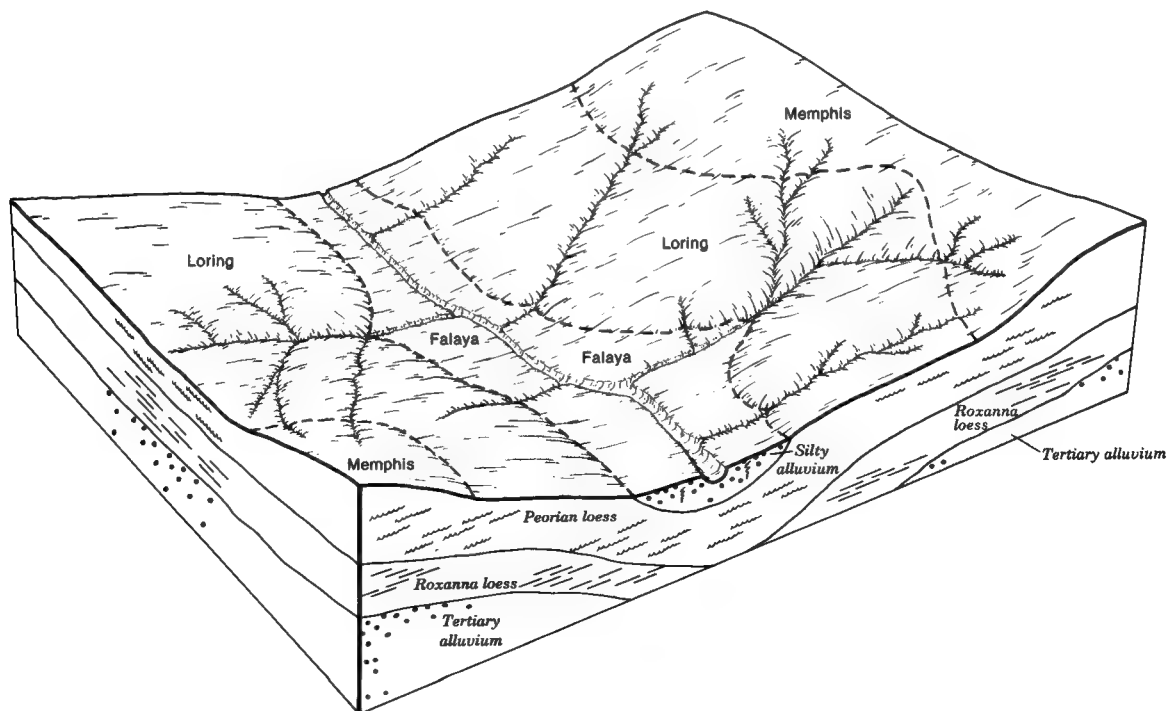 Memphis
Loring
Loring
Falaya
Falaya
Memphis
Silty
alluvium
Roxanna
loess
Tertiary alluvium
Peorian loess
Roxanna loess
Tertiary
alluvium